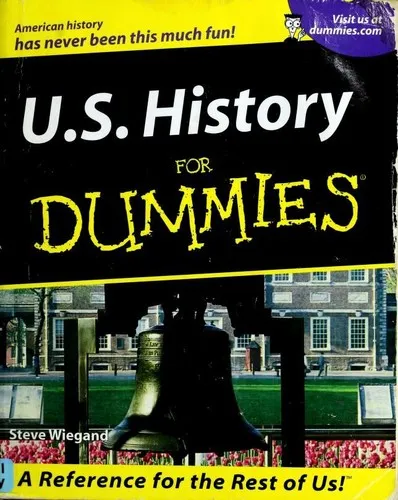 American history
has never been this much fun!
Visit us at
dummies.com
U.S. History
FOR
DUMMIES®
Steve Wiegand
A Reference for the Rest of Us!™